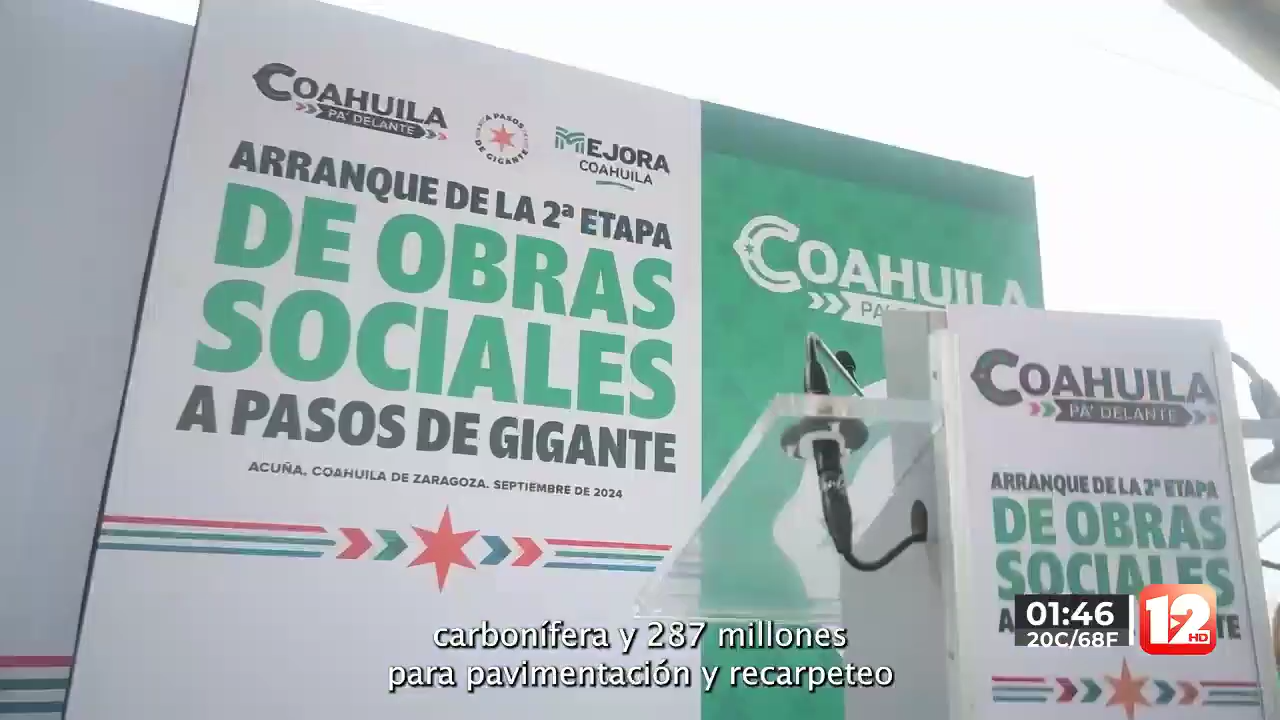 COAHUILA
PA' DELANTE
A PASOS
DE GIGANTE
MEJORA
COAHUILA
ARRANQUE DE LA 2ª ETAPA
DE OBRAS
SOCIALES
A PASOS DE GIGANTE
ACUÑA, COAHUILA DE ZARAGOZA. SEPTIEMBRE DE 2024
COAHUILA
PA'
COAHUILA
PA' DELANTE
ARRANQUE DE LA 2ª ETAPA
DE OBRAS
SOCIALES
A
TE
01:46
20C/68F
12
HD
carbonífera y 287 millones
para pavimentación y recarpeteo